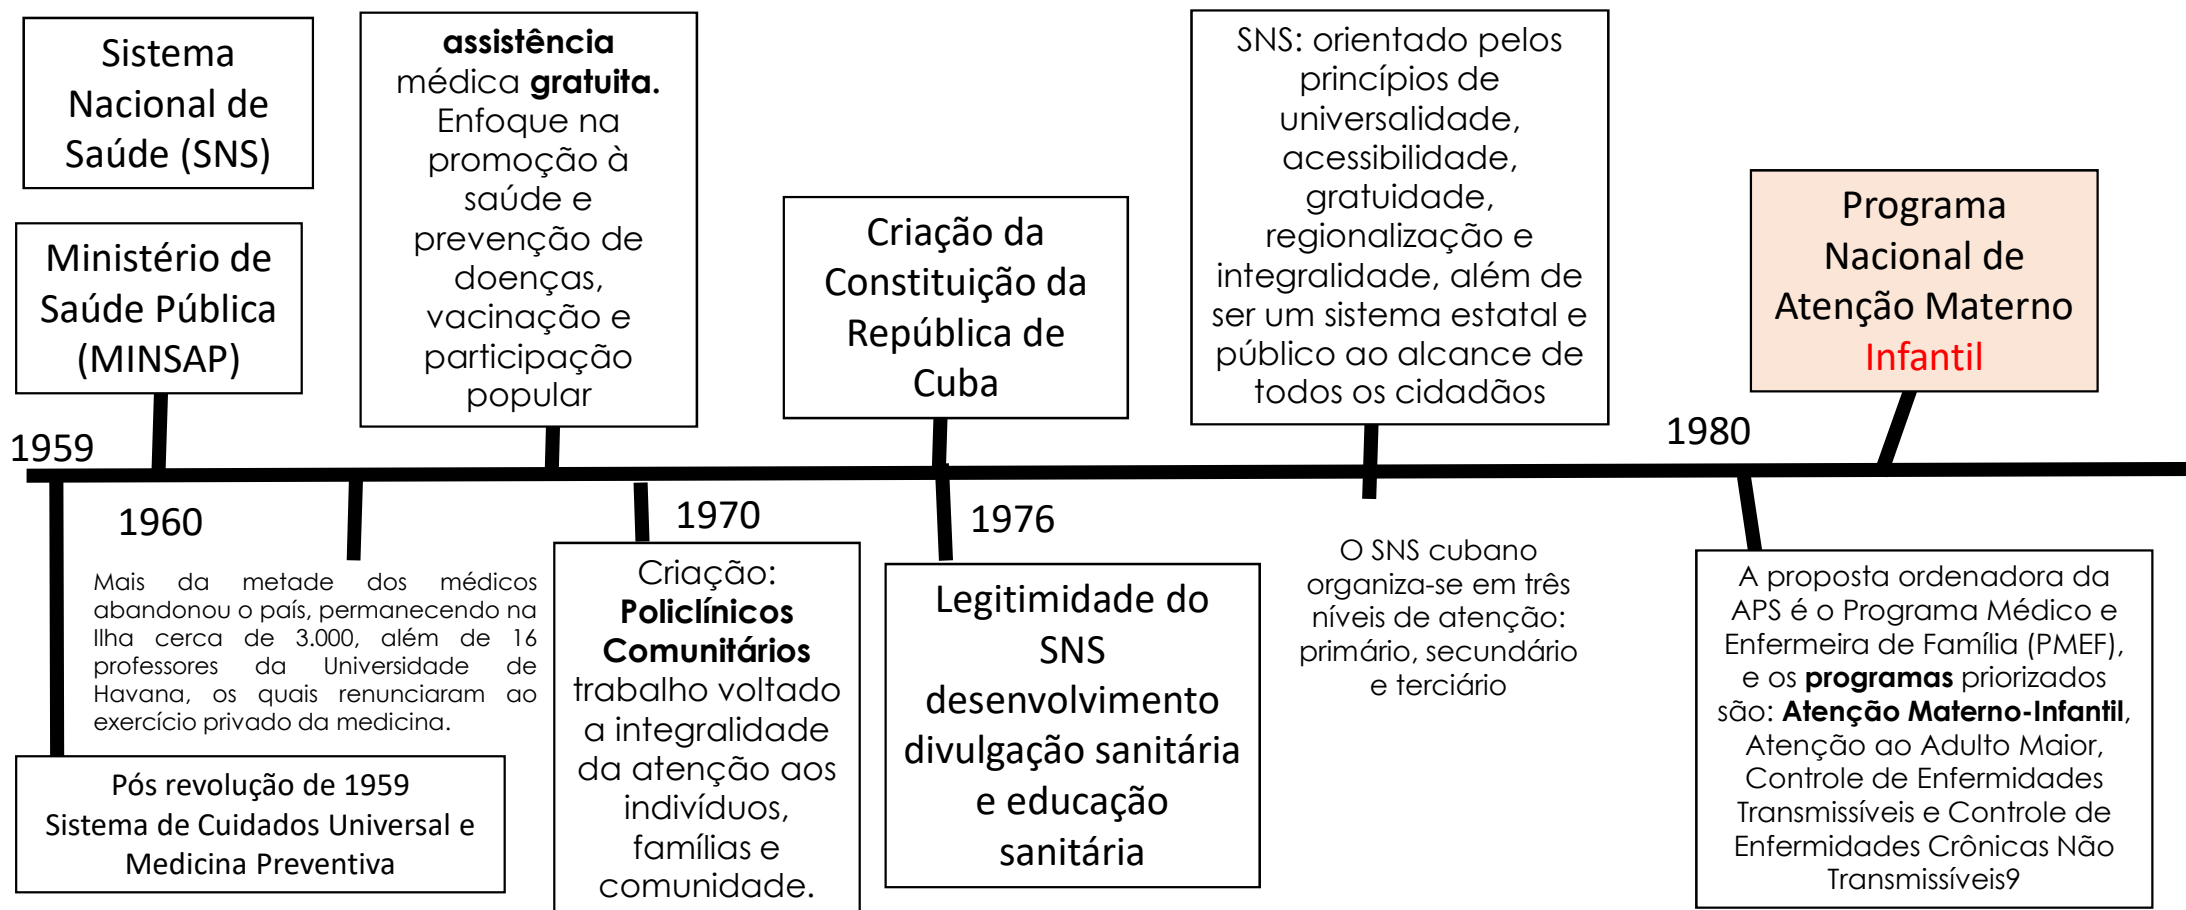 Sistema
Nacional de
Saúde (SNS)
Ministério de
Saúde Pública
(MINSAP)
assistência
médica gratuita.
Enfoque na
promoção à
saúde e
prevenção de
doenças,
vacinação e
participação
popular
Criação da
Constituição da
República de
Cuba
SNS: orientado pelos
princípios de
universalidade,
acessibilidade,
gratuidade,
regionalização e
integralidade, além de
ser um sistema estatal e
público ao alcance de
todos os cidadãos
Programa
Nacional de
Atenção Materno
Infantil
1959
1980
1960
1970
1976
Mais da metade dos médicos
abandonou o país, permanecendo na
Ilha cerca de 3.000, além de 16
professores da Universidade de
Havana, os quais renunciaram ao
exercício privado da medicina.
Pós revolução de 1959
Sistema de Cuidados Universal e
Medicina Preventiva
Criação:
Policlínicos
Comunitários
trabalho voltado
a integralidade
da atenção aos
indivíduos,
famílias e
comunidade.
Legitimidade do
SNS
desenvolvimento
divulgação sanitária
e educação
sanitária
O SNS cubano
organiza-se em três
níveis de atenção:
primário, secundário
e terciário
A proposta ordenadora da
APS é o Programa Médico e
Enfermeira de Família (PMEF),
e os programas priorizados
são: Atenção Materno-Infantil,
Atenção ao Adulto Maior,
Controle de Enfermidades
Transmissíveis e Controle de
Enfermidades Crônicas Não
Transmissíveis9